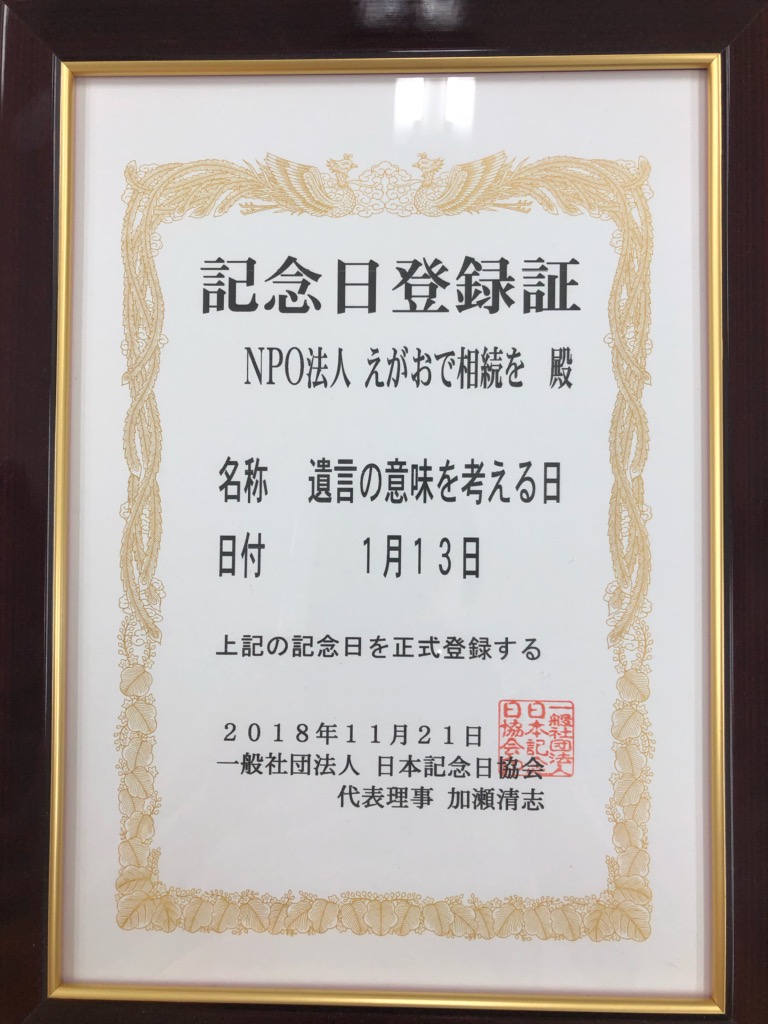 記念日登録証
NPO法人 えがおで相続を 殿
名称 遺言の意味を考える日
日付 1月13日
上記の記念日を正式登録する
2018年11月21日
一般社団法人 日本記念日協会
代表理事 加瀬清志
一般社団法人
日本記念
日協会印